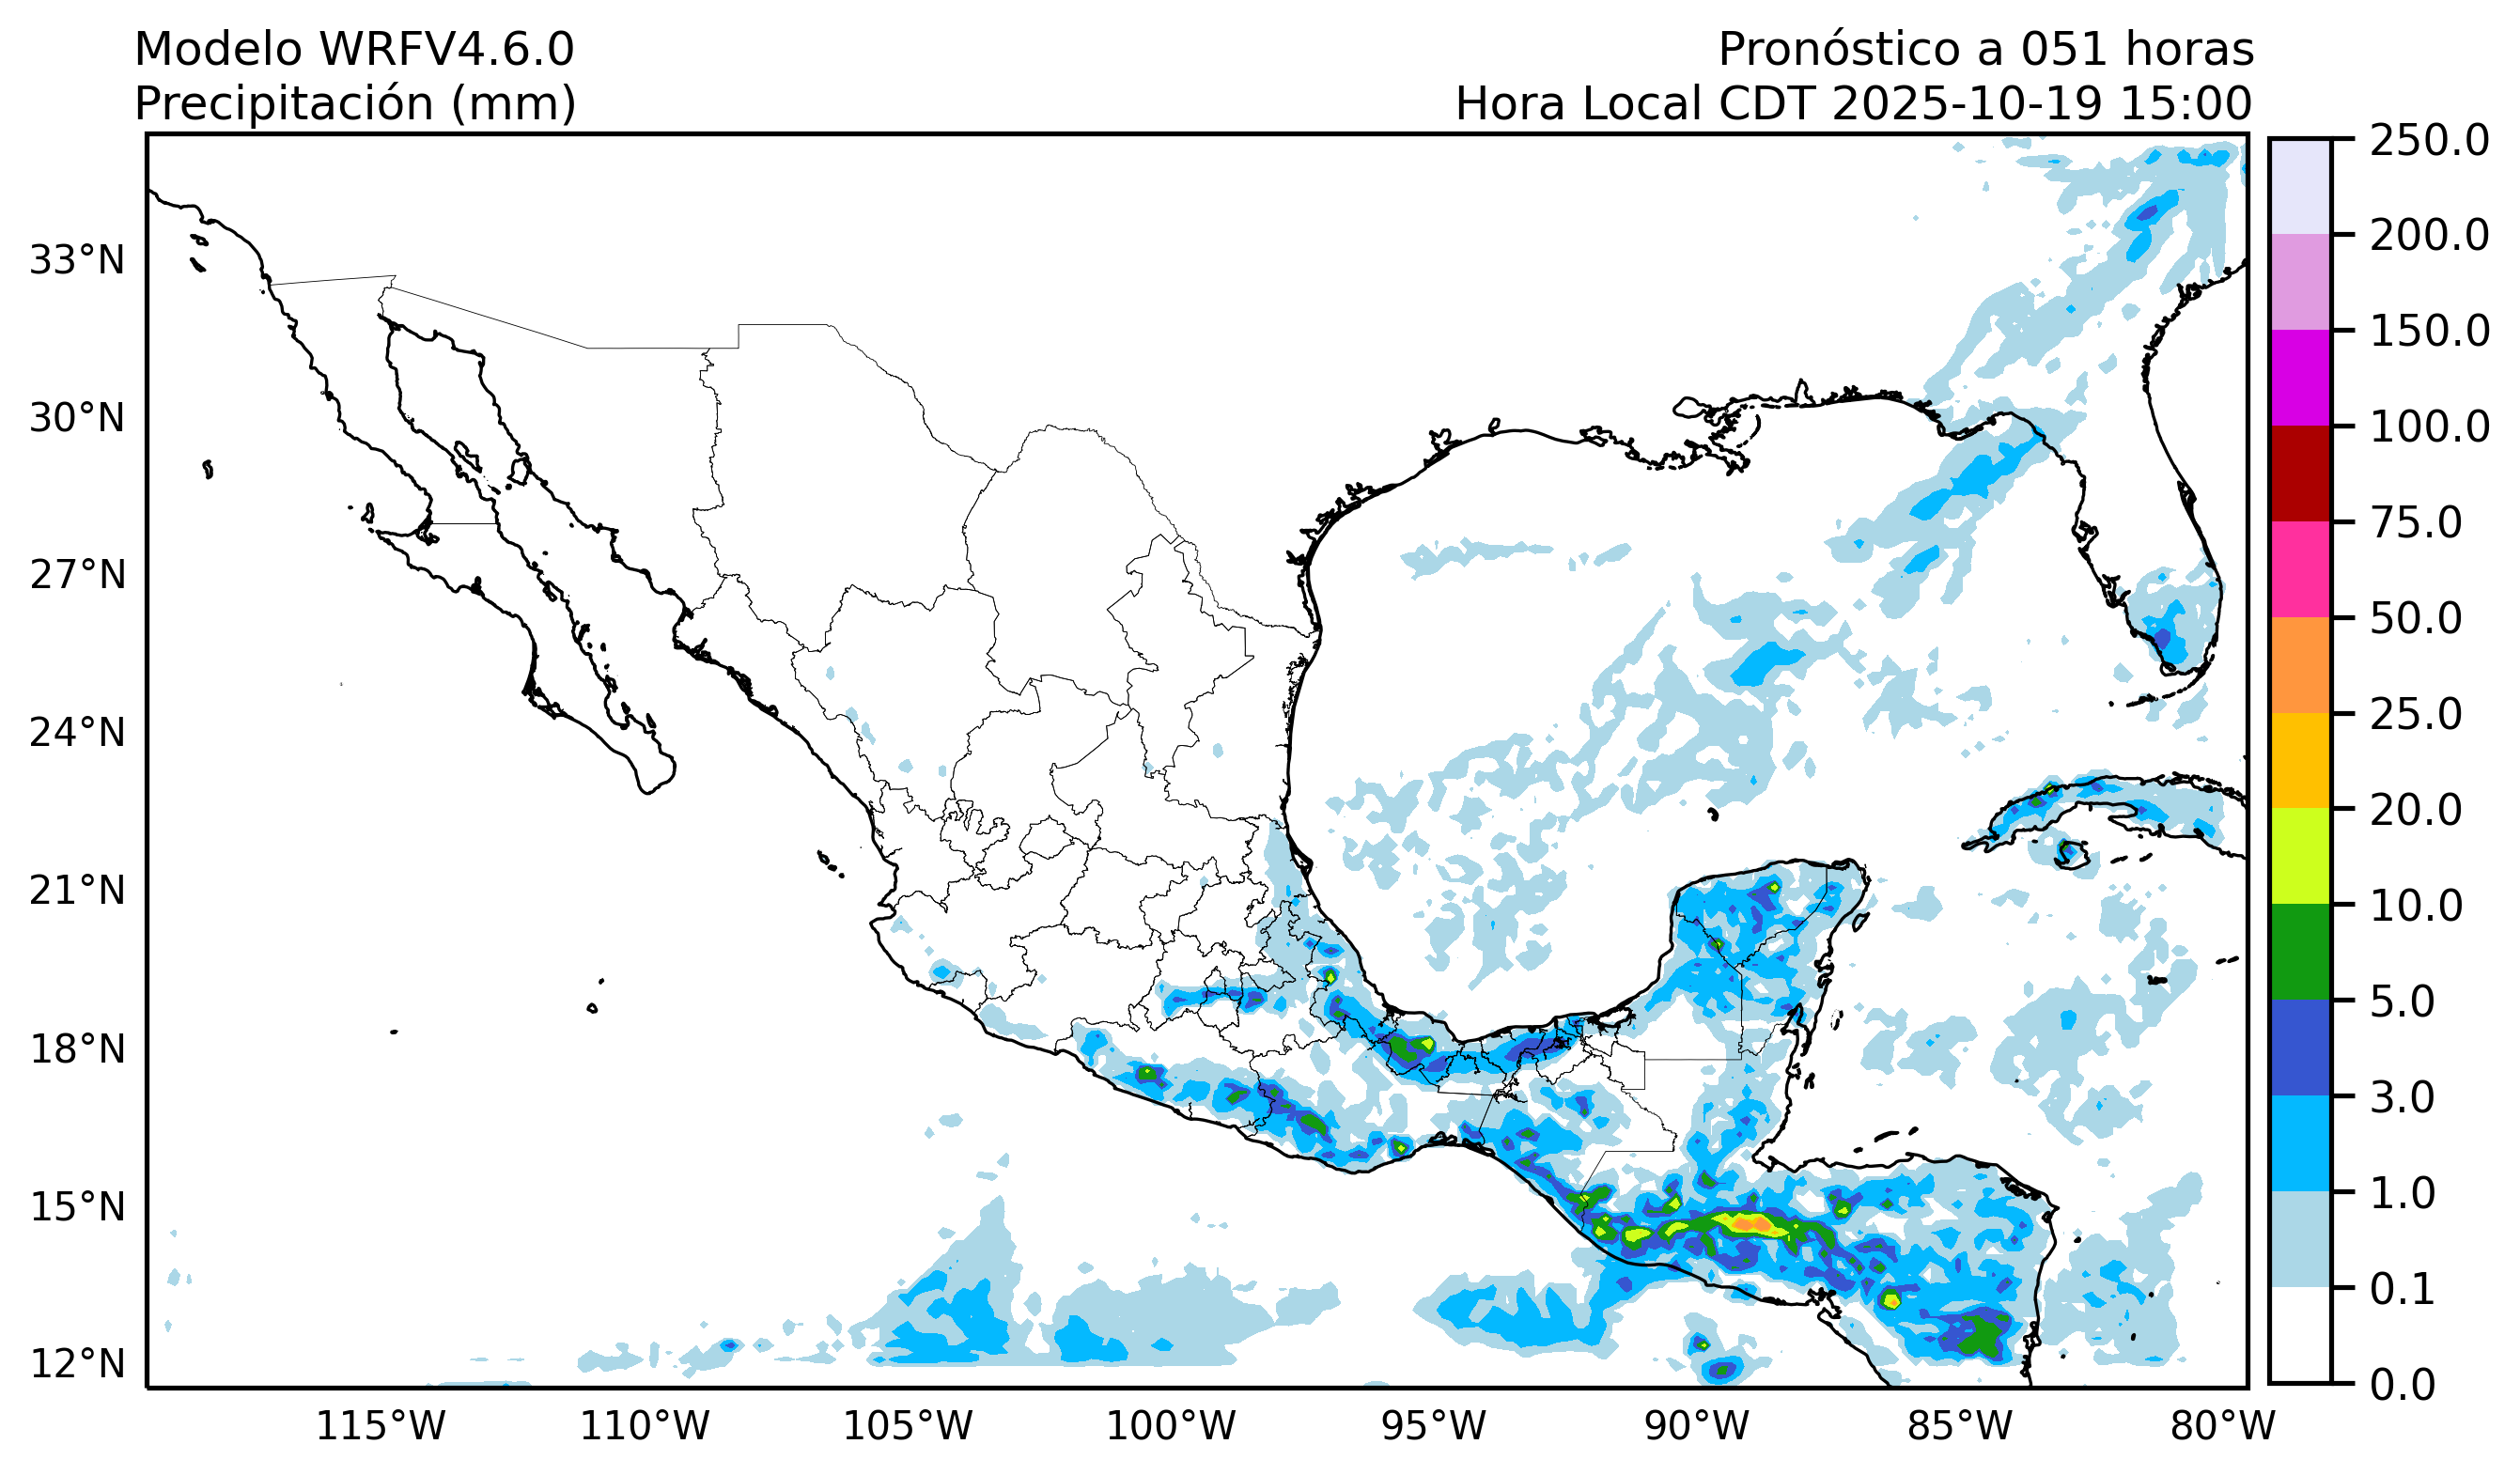 Modelo WRFV4.6.0
Precipitación (mm)
Pronóstico a 051 horas
Hora Local CDT 2025-10-19 15:00
33°N
30°N
27°N
24°N
21°N
18°N
15°N
12°N
115°W
110°W
105°W
100°W
95°W
90°W
85°W
80°W
250.0
200.0
150.0
100.0
75.0
50.0
25.0
20.0
10.0
5.0
3.0
1.0
0.1
0.0